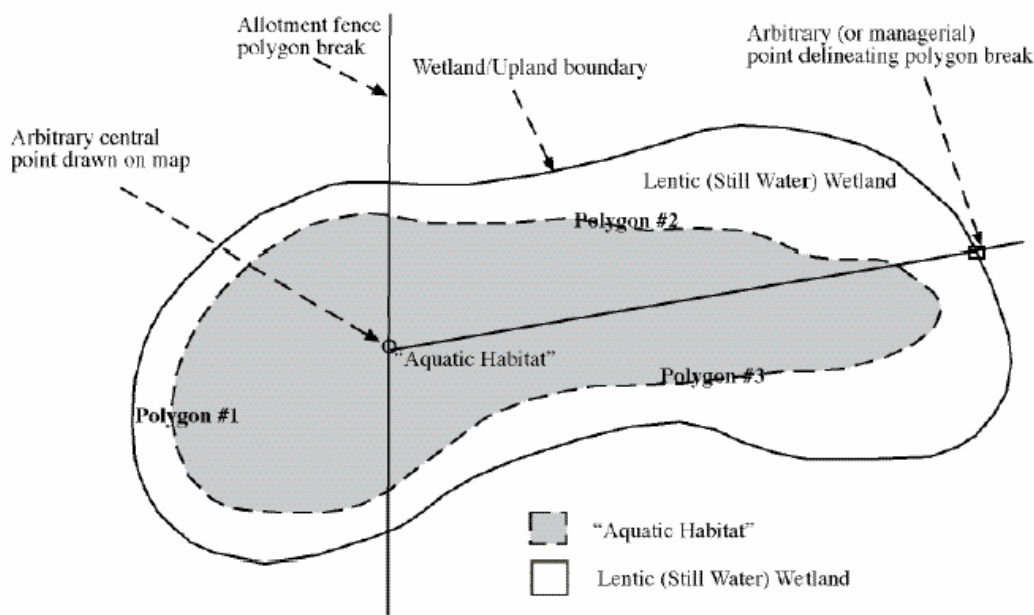 Allotment fence
polygon break
Arbitrary (or managerial)
point delineating polygon break
Wetland/Upland boundary
Arbitrary central
point drawn on map
Lentic (Still Water) Wetland
Polygon #2
"Aquatic Habitat"
Polygon #3
Polygon #1
"Aquatic Habitat"
Lentic (Still Water) Wetland